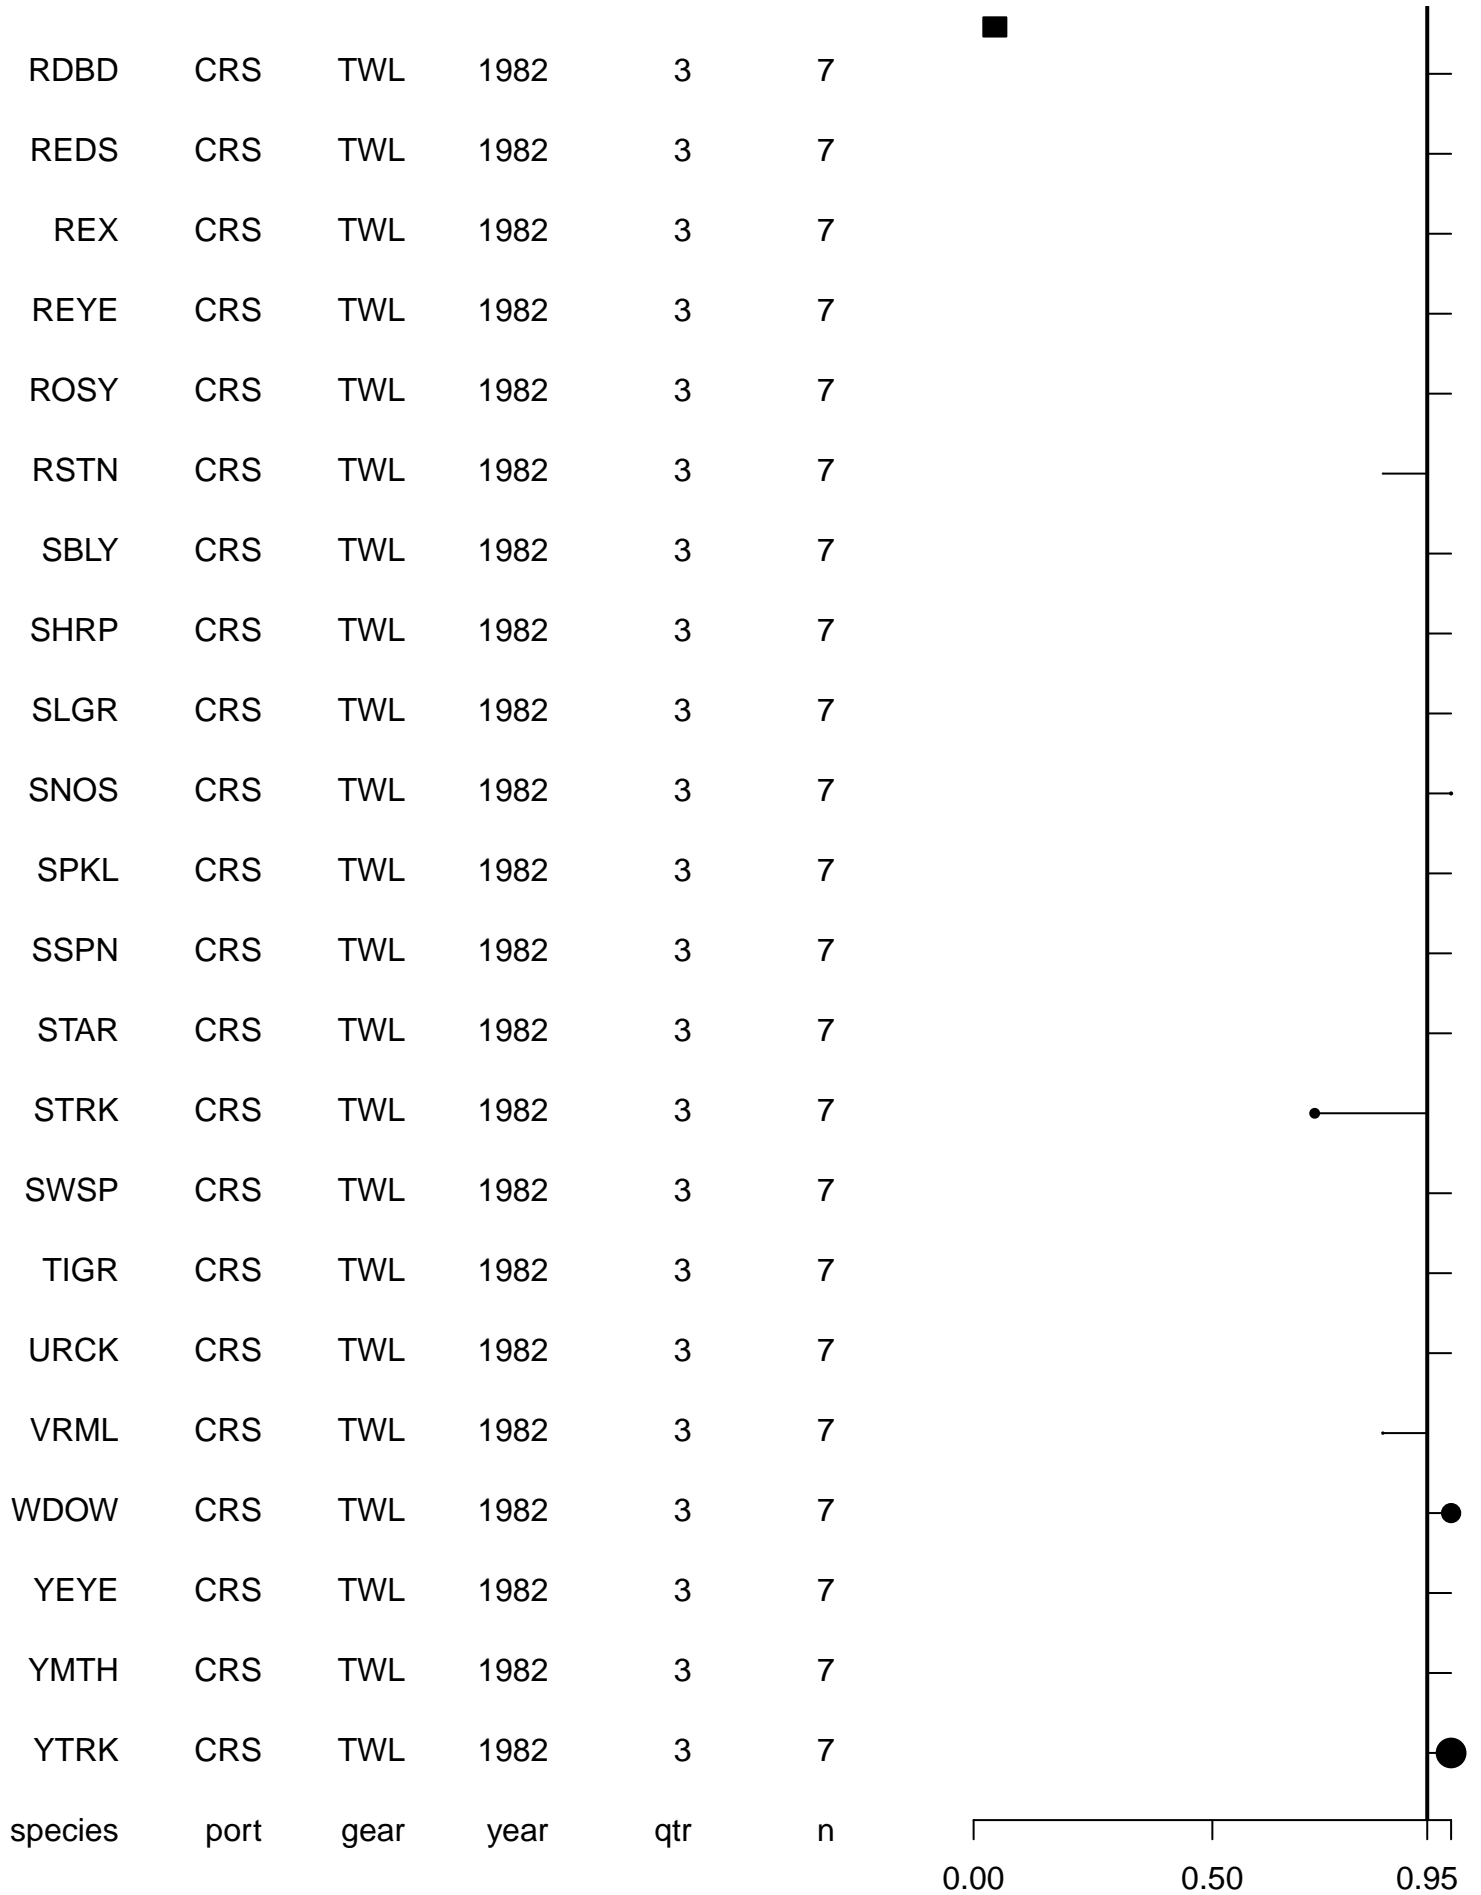 RDBD CRS TWL 1982 3 7
REDS CRS TWL 1982 3 7
REX CRS TWL 1982 3 7
REYE CRS TWL 1982 3 7
ROSY CRS TWL 1982 3 7
RSTN CRS TWL 1982 3 7
SBLY CRS TWL 1982 3 7
SHRP CRS TWL 1982 3 7
SLGR CRS TWL 1982 3 7
SNOS CRS TWL 1982 3 7
SPKL CRS TWL 1982 3 7
SSPN CRS TWL 1982 3 7
STAR CRS TWL 1982 3 7
STRK CRS TWL 1982 3 7
SWSP CRS TWL 1982 3 7
TIGR CRS TWL 1982 3 7
URCK CRS TWL 1982 3 7
VRML CRS TWL 1982 3 7
WDOW CRS TWL 1982 3 7
YEYE CRS TWL 1982 3 7
YMTH CRS TWL 1982 3 7
YTRK CRS TWL 1982 3 7
species port gear year qtr n
0.00 0.50 0.95